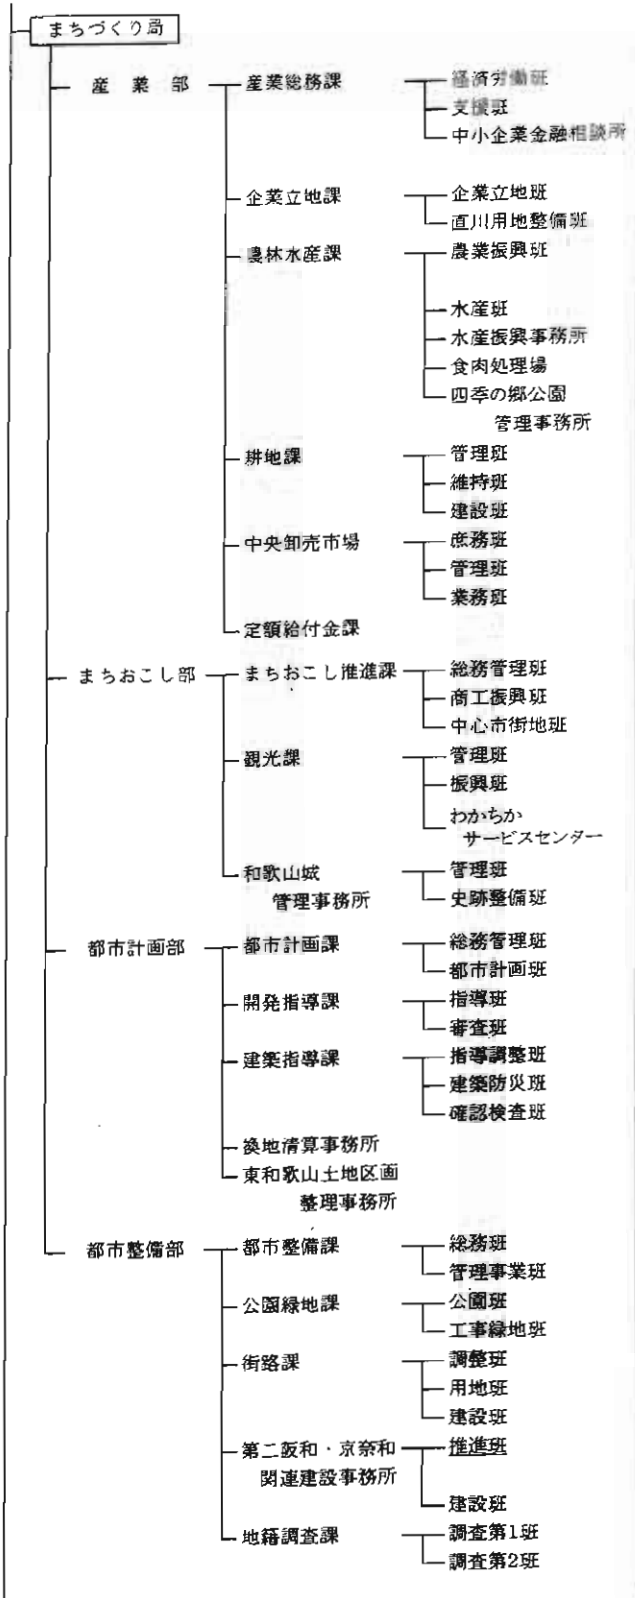 まちづくり局
産業部 産業総務課 経済労働班
支援班
中小企業金融相談所
企業立地課 企業立地班
直川用地整備班
農林水産課 農業振興班
水産班
水産振興事務所
食肉処理場
四季の郷公園
管理事務所
耕地課 管理班
維持班
建設班
中央卸売市場 庶務班
管理班
業務班
定額給付金課
まちおこし部 まちおこし推進課 総務管理班
商工振興班
中心市街地班
観光課 管理班
振興班
わかちか
サービスセンター
和歌山城 管理班
管理事務所 史跡整備班
都市計画部 都市計画課 総務管理班
都市計画班
開発指導課 指導班
審査班
建築指導課 指導調整班
建築防災班
確認検査班
換地清算事務所
東和歌山土地区画
整理事務所
都市整備部 都市整備課 総務班
管理事業班
公園緑地課 公園班
工事緑地班
街路課 調整班
用地班
建設班
第二阪和・京奈和 推進班
関連建設事務所
建設班
地籍調査課 調査第1班
調査第2班